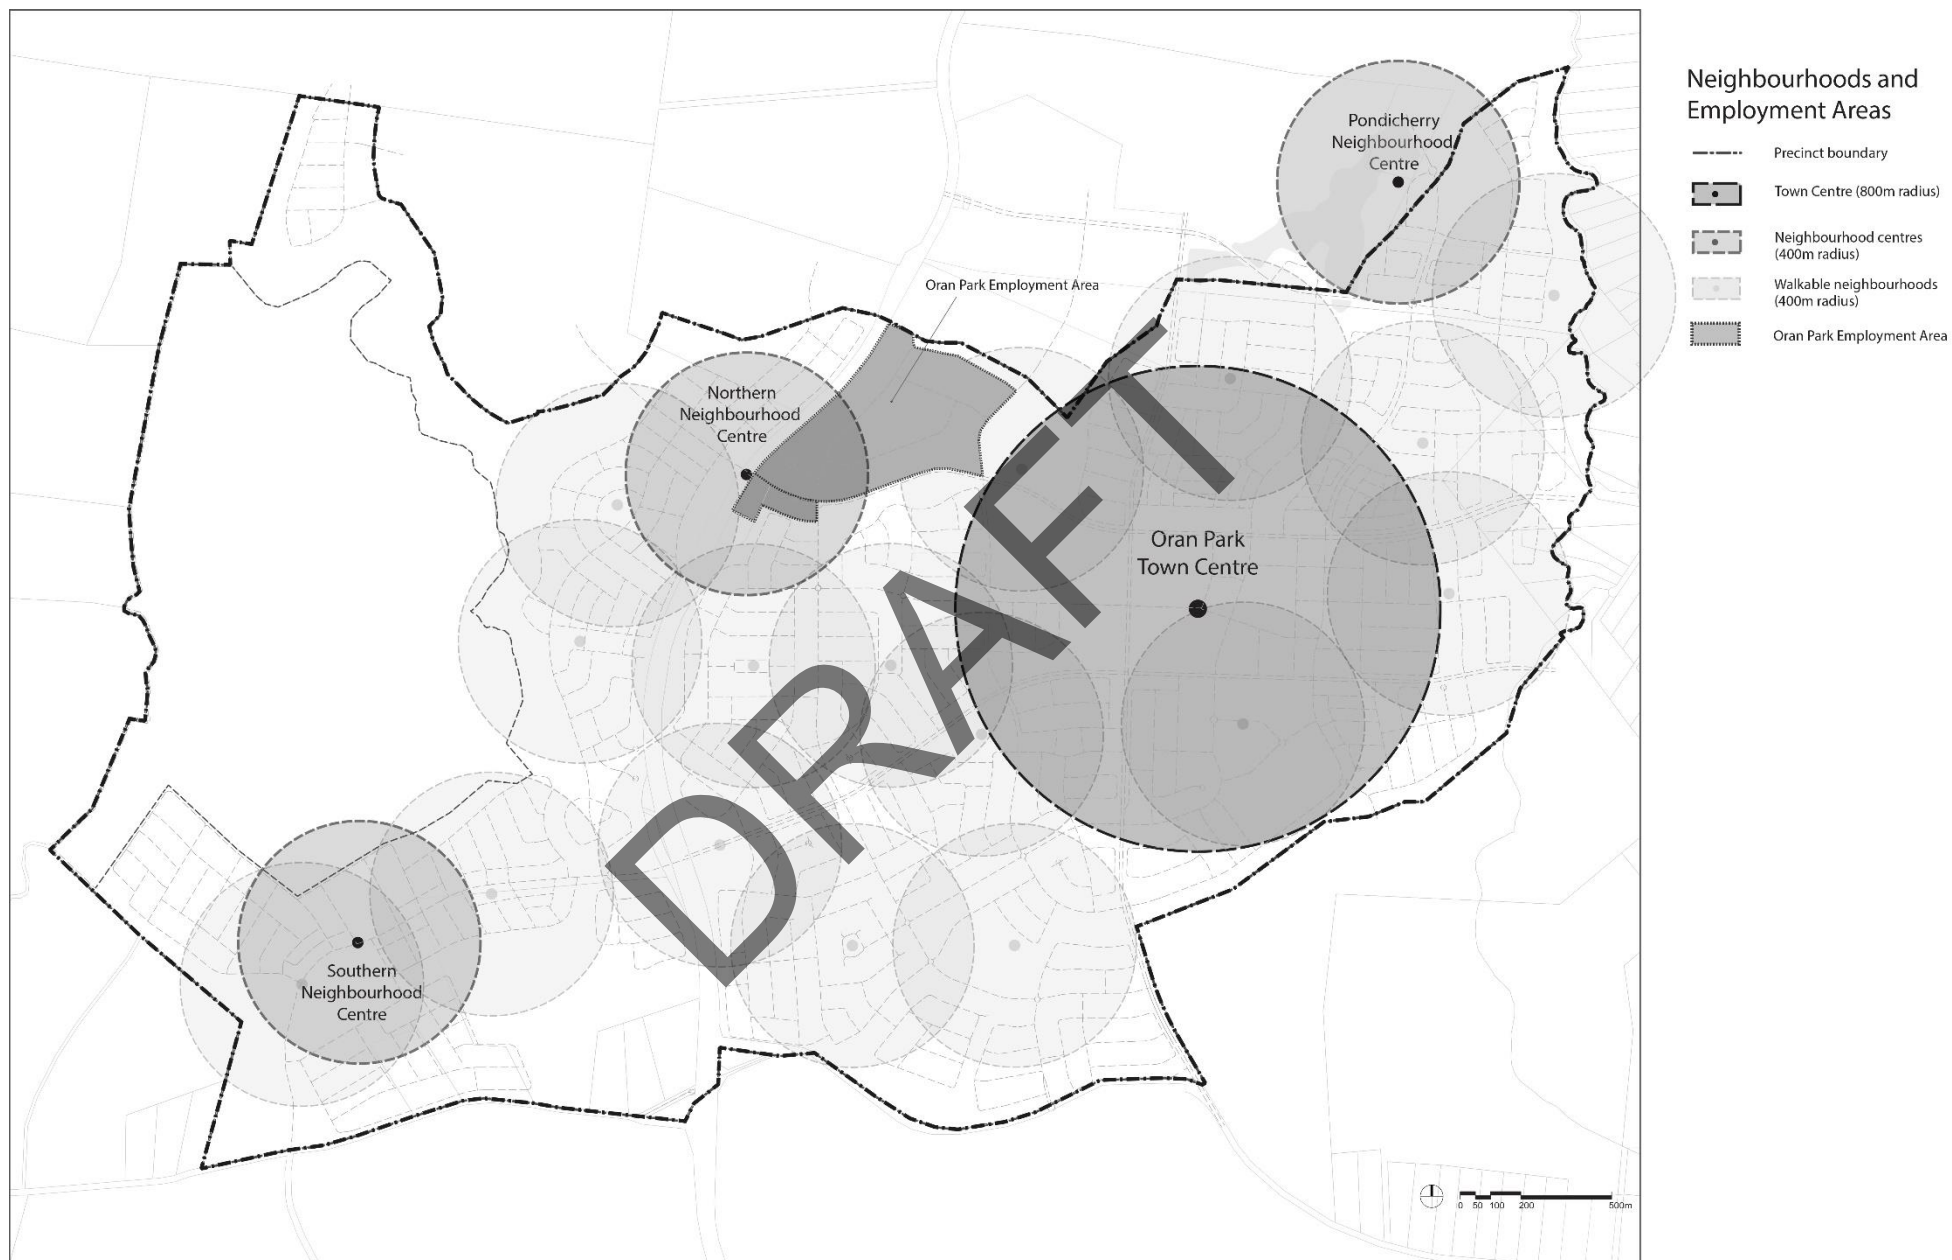 Neighbourhoods and
Employment Areas
Precinct boundary
Town Centre (800m radius)
Neighbourhood centres
(400m radius)
Walkable neighbourhoods
(400m radius)
Oran Park Employment Area
Pondicherry
Neighbourhood
Centre
Oran Park Employment Area
Northern
Neighbourhood
Centre
Oran Park
Town Centre
DRAFT
Southern
Neighbourhood
Centre
0 50 100 200 500m